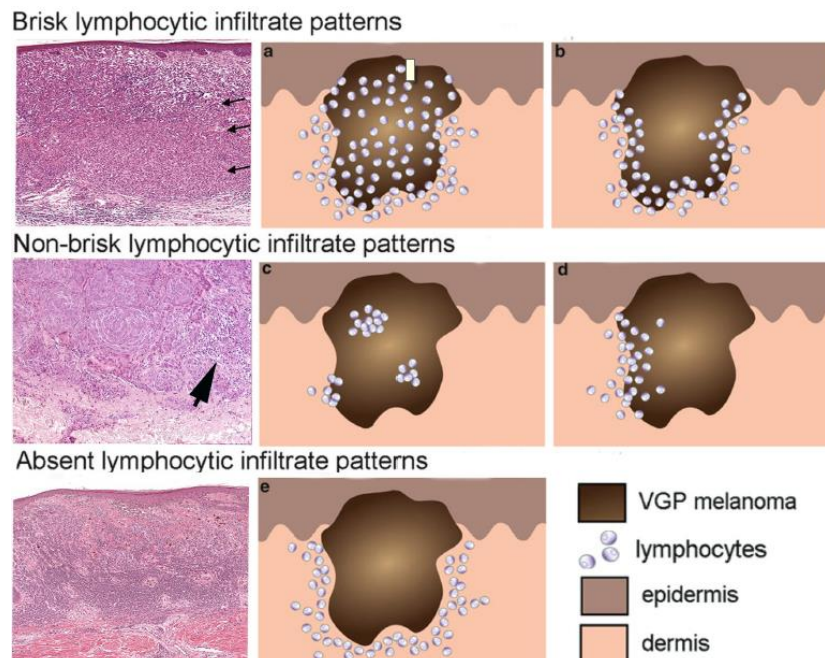 Brisk lymphocytic infiltrate patterns
a
b
Non-brisk lymphocytic infiltrate patterns
c
d
Absent lymphocytic infiltrate patterns
e
VGP melanoma
lymphocytes
epidermis
dermis